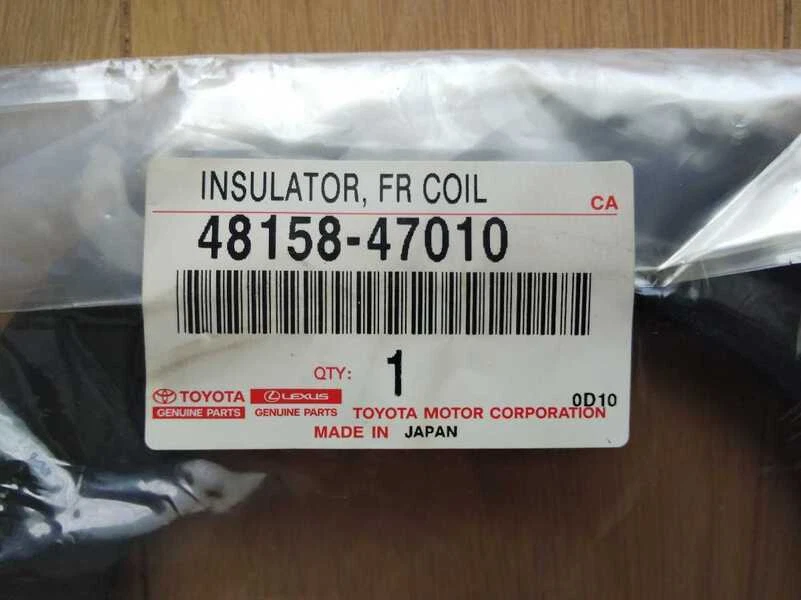 INSULATOR, FR COIL
CA
48158-47010
QTY: 1
TOYOTA LEXUS 0D10
GENUINE PARTS GENUINE PARTS TOYOTA MOTOR CORPORATION
MADE IN JAPAN